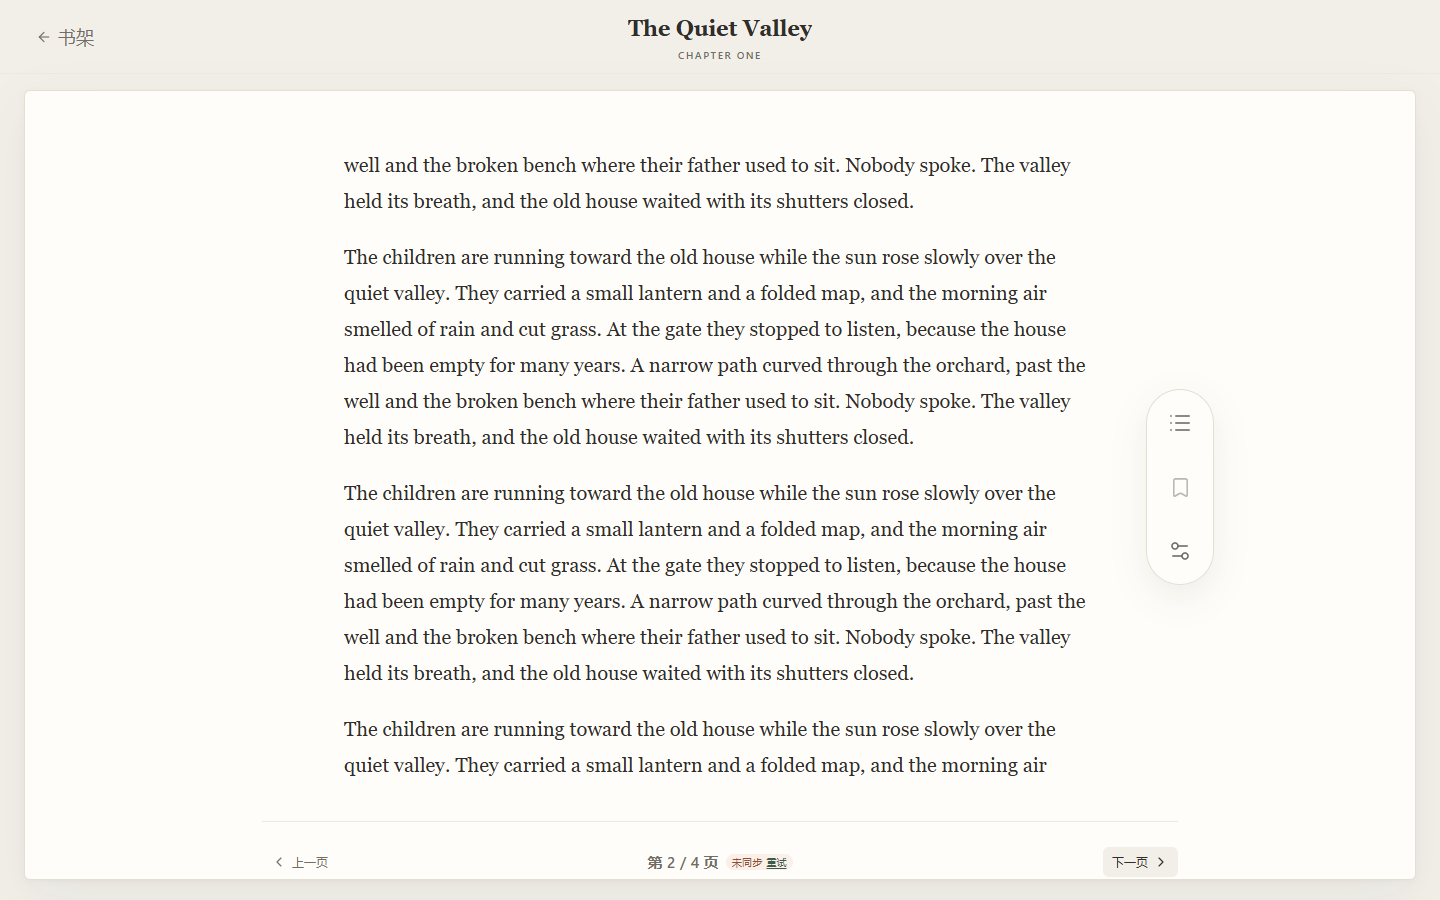 书架
The Quiet Valley
CHAPTER ONE
well and the broken bench where their father used to sit. Nobody spoke. The valley
held its breath, and the old house waited with its shutters closed.
The children are running toward the old house while the sun rose slowly over the
quiet valley. They carried a small lantern and a folded map, and the morning air
smelled of rain and cut grass. At the gate they stopped to listen, because the house
had been empty for many years. A narrow path curved through the orchard, past the
well and the broken bench where their father used to sit. Nobody spoke. The valley
held its breath, and the old house waited with its shutters closed.
The children are running toward the old house while the sun rose slowly over the
quiet valley. They carried a small lantern and a folded map, and the morning air
smelled of rain and cut grass. At the gate they stopped to listen, because the house
had been empty for many years. A narrow path curved through the orchard, past the
well and the broken bench where their father used to sit. Nobody spoke. The valley
held its breath, and the old house waited with its shutters closed.
The children are running toward the old house while the sun rose slowly over the
quiet valley. They carried a small lantern and a folded map, and the morning air
上一页
第 2 / 4 页
未同步 重试
下一页